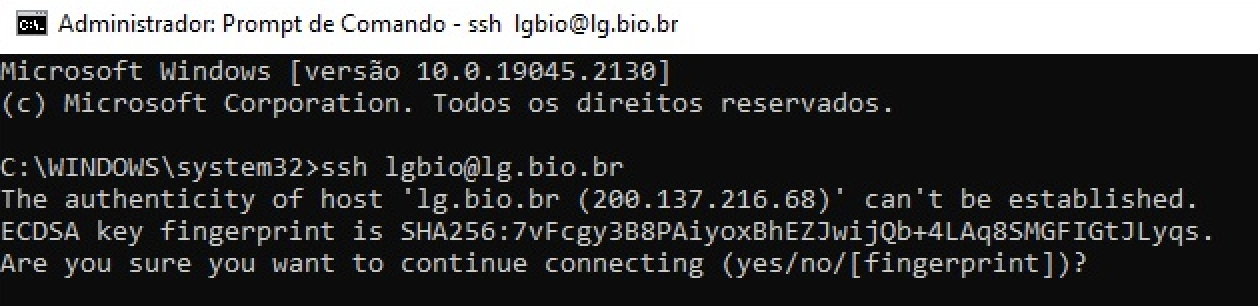 Administrador: Prompt de Comando - ssh lgbio@lg.bio.br
Microsoft Windows [versão 10.0.19045.2130]
(c) Microsoft Corporation. Todos os direitos reservados.
C:\WINDOWS\system32>ssh lgbio@lg.bio.br
The authenticity of host 'lg.bio.br (200.137.216.68)' can't be established.
ECDSA key fingerprint is SHA256:7vFcgy3B8PAiyoxBhEZJwijQb+4LAq8SMGFIGtJLyqs.
Are you sure you want to continue connecting (yes/no/[fingerprint])?